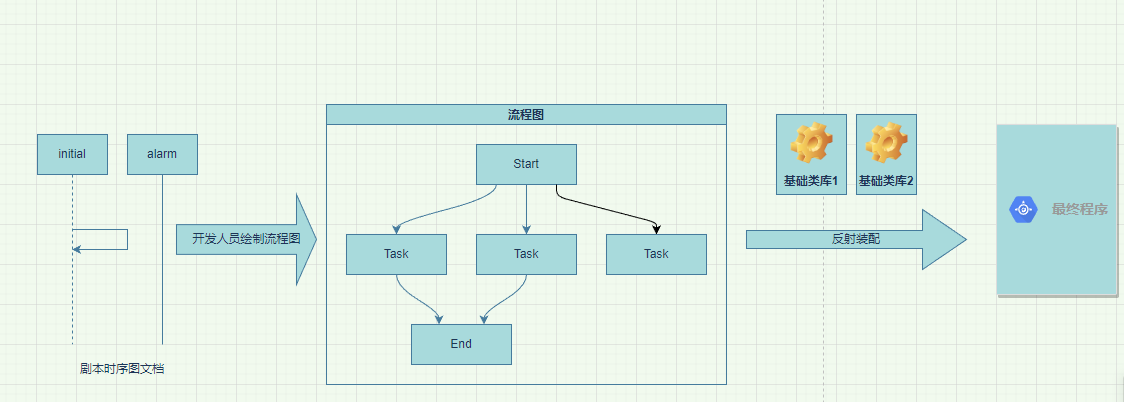 initial
alarm
剧本时序图文档
开发人员绘制流程图
流程图
Start
Task
Task
Task
End
基础类库1
基础类库2
反射装配
最终程序